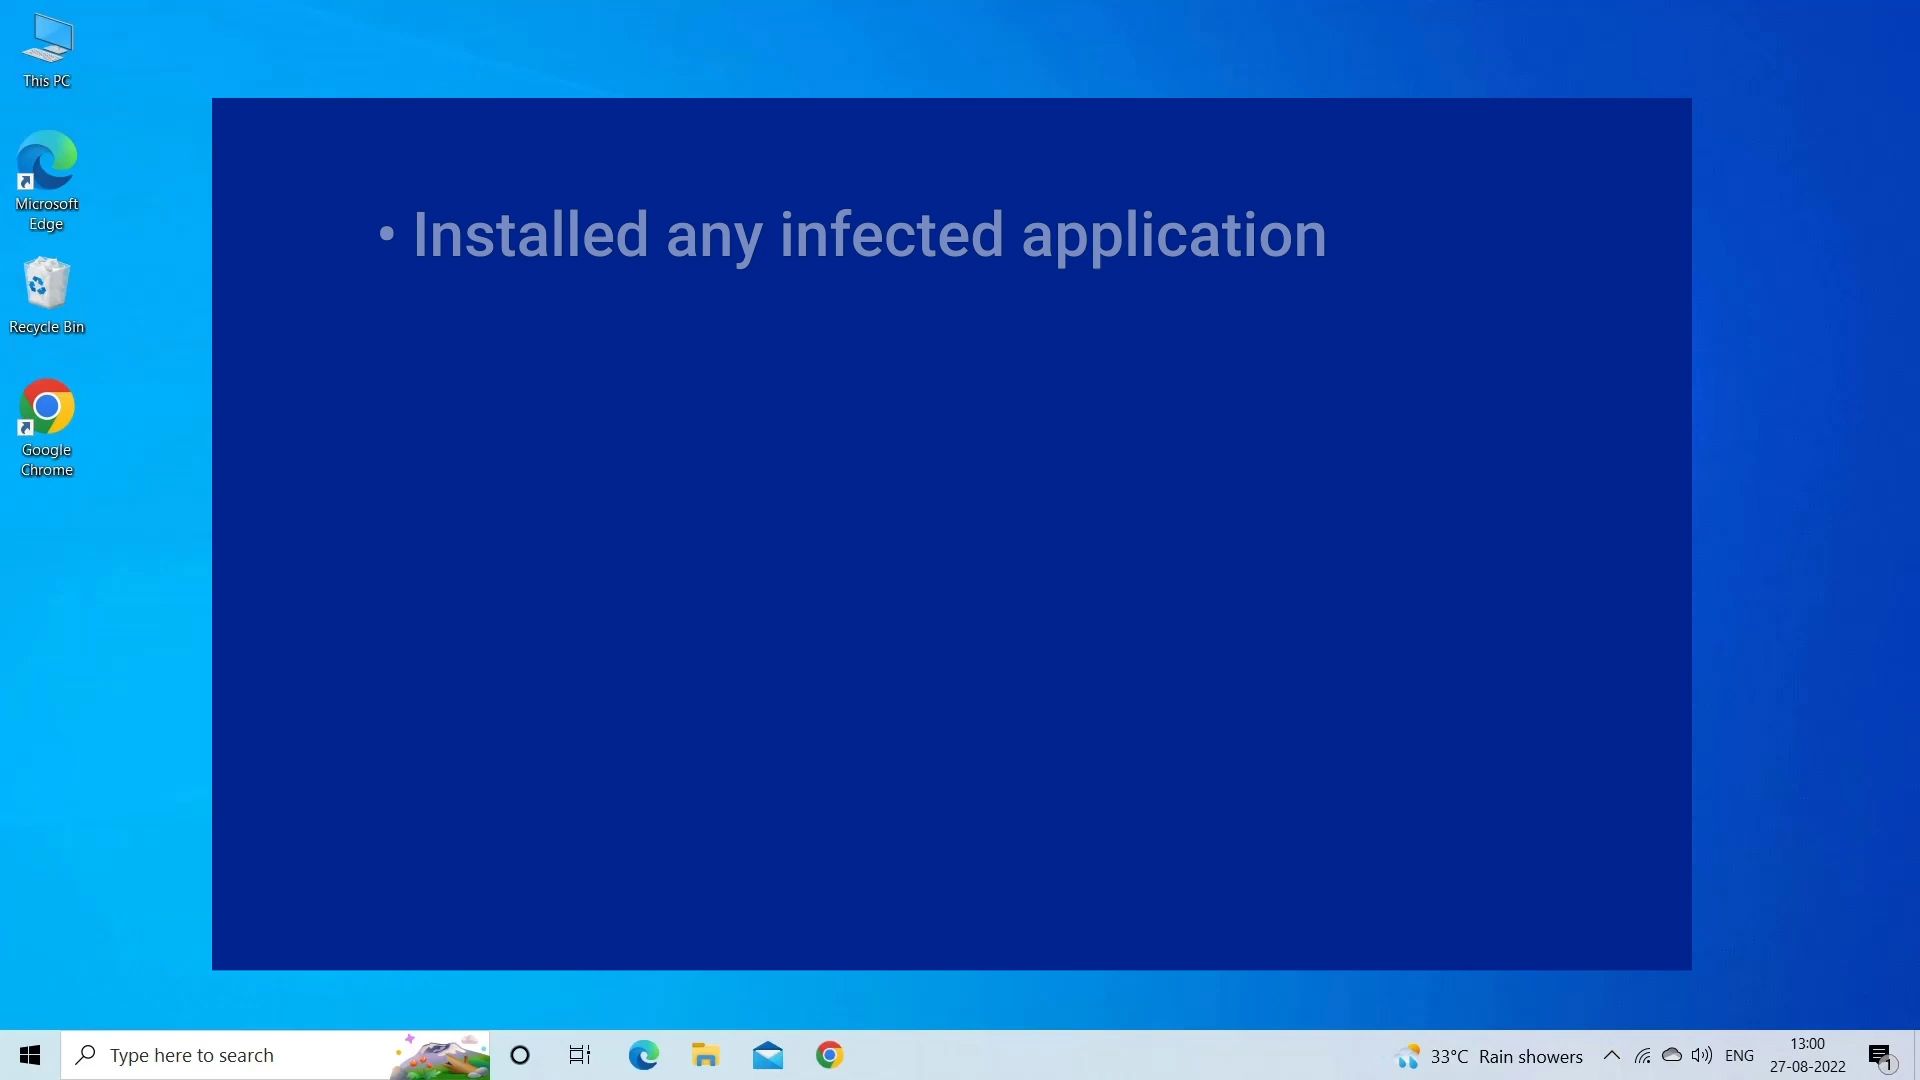 This PC
Microsoft
Edge
Recycle Bin
Google
Chrome
• Installed any infected application
Type here to search
33°C Rain showers
ENG
13:00
27-08-2022
1